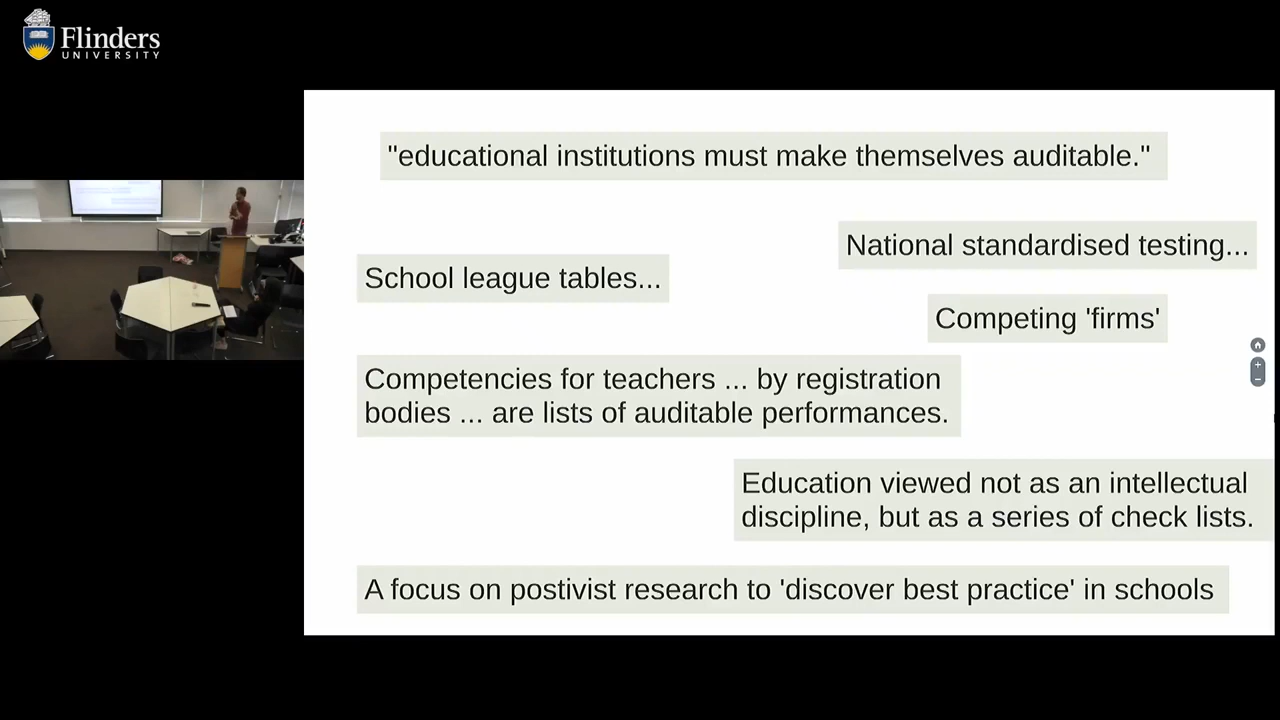 Flinders
UNIVERSITY
"educational institutions must make themselves auditable."
National standardised testing...
School league tables...
Competing 'firms'
Competencies for teachers ... by registration
bodies ... are lists of auditable performances.
Education viewed not as an intellectual
discipline, but as a series of check lists.
A focus on postivist research to 'discover best practice' in schools